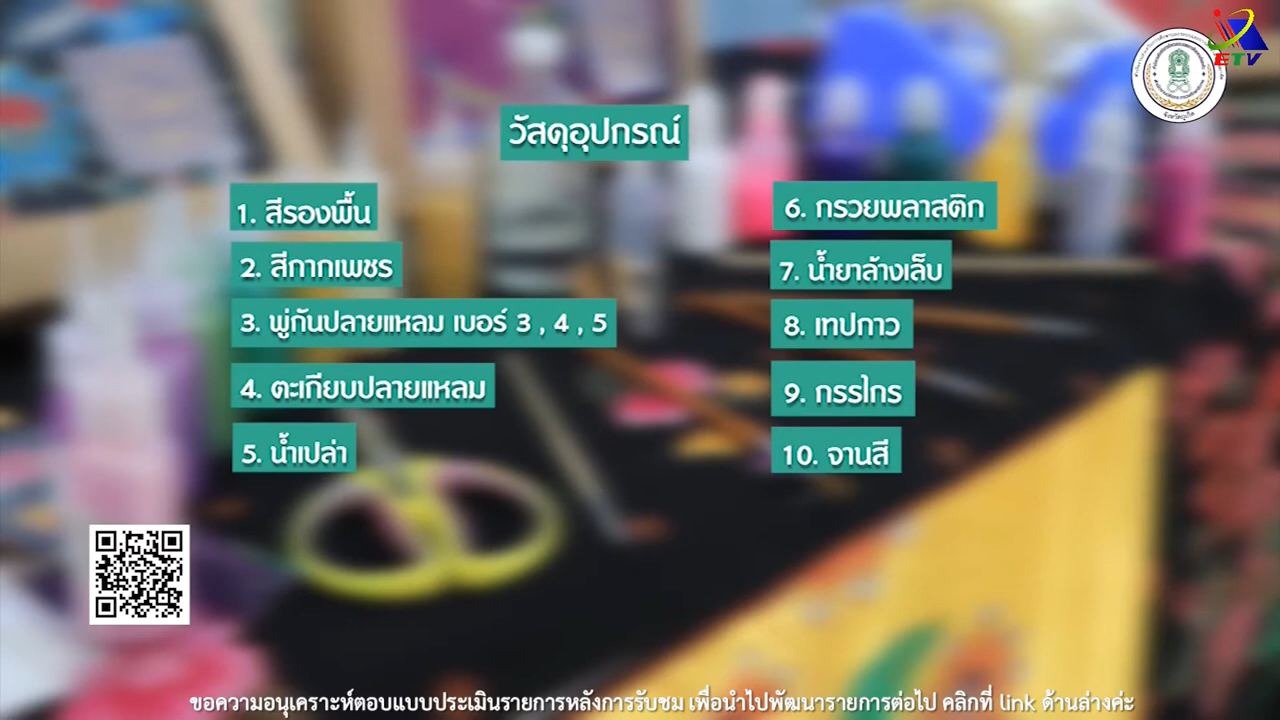 ETV
จังหวัดภูเก็ต
วัสดุอุปกรณ์
1. สีรองพื้น
2. สีกากเพชร
3. พู่กันปลายแหลม เบอร์ 3 , 4 , 5
4. ตะเกียบปลายแหลม
5. น้ำเปล่า
6. กรวยพลาสติก
7. น้ำยาล้างเล็บ
8. เทปกาว
9. กรรไกร
10. จานสี
ขอความอนุเคราะห์ตอบแบบประเมินรายการหลังการรับชม เพื่อนำไปพัฒนารายการต่อไป คลิกที่ link ด้านล่างค่ะ